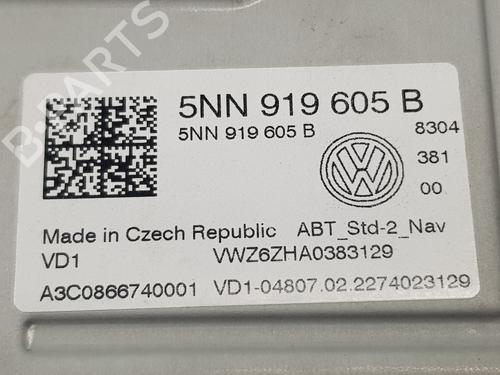 B-PARTS
5NN 919 605 B
5NN 919 605 B
8304
381
00
Made in Czech Republic ABT_Std-2_Nav
VD1 VWZ6ZHA0383129
A3C0866740001 VD1-04807.02.2274023129